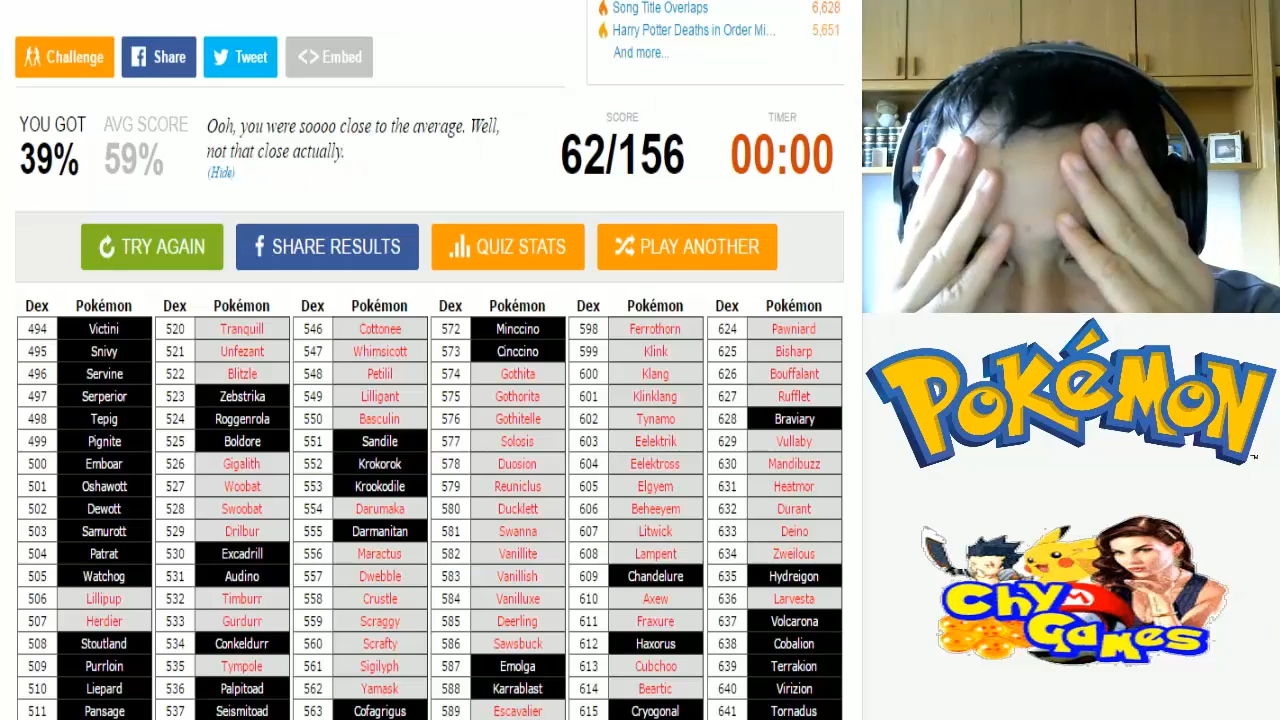 Song Title Overlaps 6,628
Harry Potter Deaths in Order Mi... 5,651
And more...
Challenge Share Tweet <> Embed
YOU GOT AVG SCORE
39% 59%
Ooh, you were soooo close to the average. Well,
not that close actually.
(Hide)
SCORE TIMER
62/156 00:00
TRY AGAIN SHARE RESULTS QUIZ STATS PLAY ANOTHER
Dex Pokémon Dex Pokémon Dex Pokémon Dex Pokémon Dex Pokémon Dex Pokémon
494 Victini 520 Tranquill 546 Cottonee 572 Minccino 598 Ferrothorn 624 Pawniard
495 Snivy 521 Unfezant 547 Whimsicott 573 Cinccino 599 Klink 625 Bisharp
496 Servine 522 Blitzle 548 Petilil 574 Gothita 600 Klang 626 Bouffalant
497 Serperior 523 Zebstrika 549 Lilligant 575 Gothorita 601 Klinklang 627 Rufflet
498 Tepig 524 Roggenrola 550 Basculin 576 Gothitelle 602 Tynamo 628 Braviary
499 Pignite 525 Boldore 551 Sandile 577 Solosis 603 Eelektrik 629 Vullaby
500 Emboar 526 Gigalith 552 Krokorok 578 Duosion 604 Eelektross 630 Mandibuzz
501 Oshawott 527 Woobat 553 Krookodile 579 Reuniclus 605 Elgyem 631 Heatmor
502 Dewott 528 Swoobat 554 Darumaka 580 Ducklett 606 Beheeyem 632 Durant
503 Samurott 529 Drilbur 555 Darmanitan 581 Swanna 607 Litwick 633 Deino
504 Patrat 530 Excadrill 556 Maractus 582 Vanillite 608 Lampent 634 Zweilous
505 Watchog 531 Audino 557 Dwebble 583 Vanillish 609 Chandelure 635 Hydreigon
506 Lillipup 532 Timburr 558 Crustle 584 Vanilluxe 610 Axew 636 Larvesta
507 Herdier 533 Gurdurr 559 Scraggy 585 Deerling 611 Fraxure 637 Volcarona
508 Stoutland 534 Conkeldurr 560 Scrafty 586 Sawsbuck 612 Haxorus 638 Cobalion
509 Purrloin 535 Tympole 561 Sigilyph 587 Emolga 613 Cubchoo 639 Terrakion
510 Liepard 536 Palpitoad 562 Yamask 588 Karrablast 614 Beartic 640 Virizion
511 Pansage 537 Seismitoad 563 Cofagrigus 589 Escavalier 615 Cryogonal 641 Tornadus
POKéMON
TM
Chy
Games